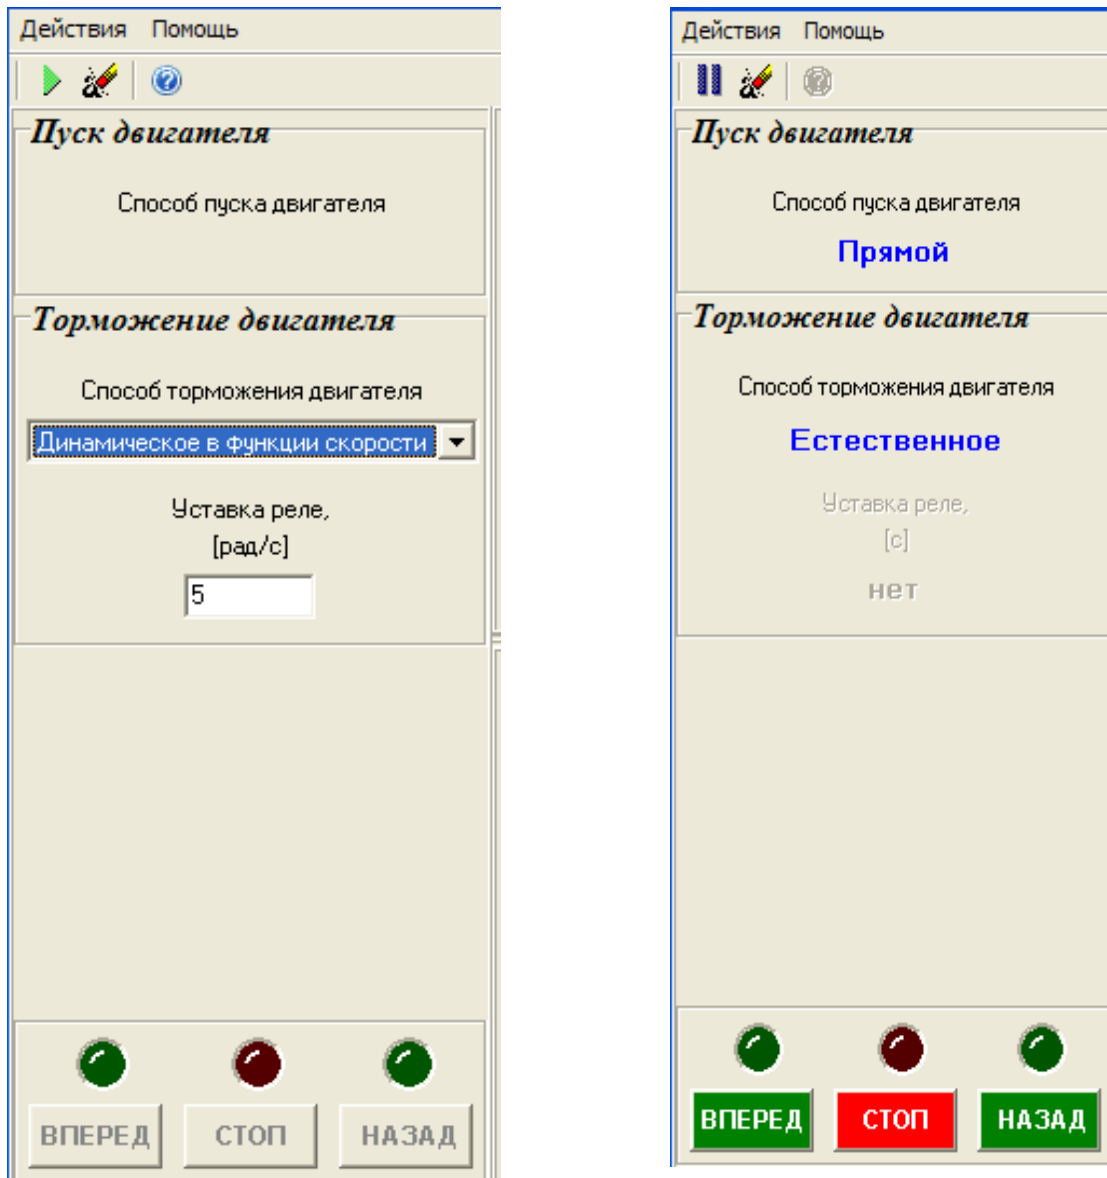 Действия Помощь
Пуск двигателя
Способ пуска двигателя
Торможение двигателя
Способ торможения двигателя
Динамическое в функции скорости
Уставка реле,
[рад/с]
5
ВПЕРЕД СТОП НАЗАД
Действия Помощь
Пуск двигателя
Способ пуска двигателя
Прямой
Торможение двигателя
Способ торможения двигателя
Естественное
Уставка реле,
[с]
нет
ВПЕРЕД СТОП НАЗАД